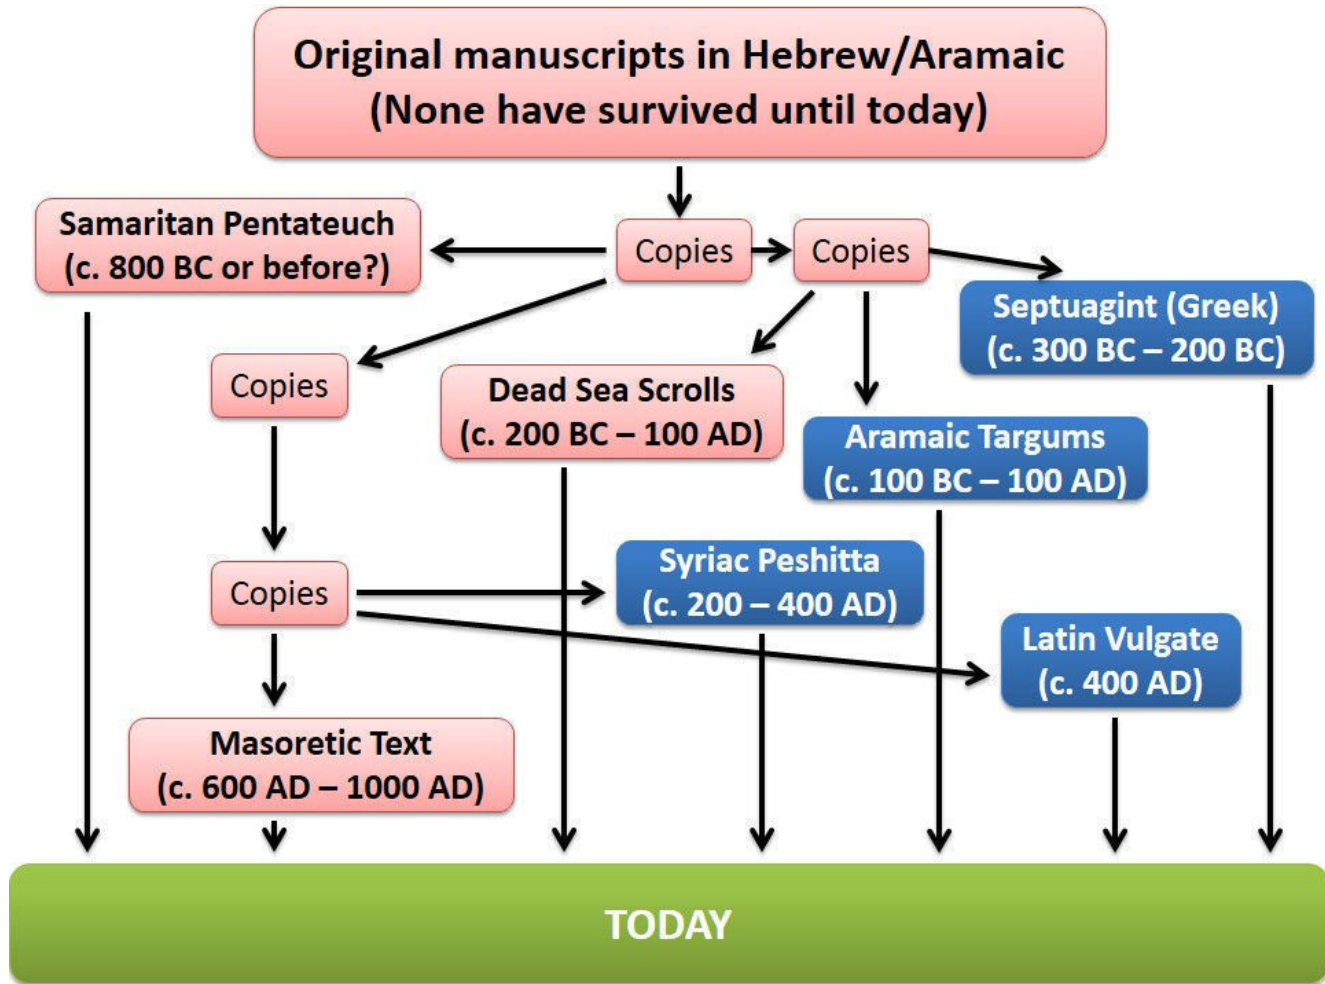 Original manuscripts in Hebrew/Aramaic
(None have survived until today)
Samaritan Pentateuch
(c. 800 BC or before?)
Copies
Copies
Septuagint (Greek)
(c. 300 BC – 200 BC)
Copies
Dead Sea Scrolls
(c. 200 BC – 100 AD)
Aramaic Targums
(c. 100 BC – 100 AD)
Copies
Syriac Peshitta
(c. 200 – 400 AD)
Latin Vulgate
(c. 400 AD)
Masoretic Text
(c. 600 AD – 1000 AD)
TODAY